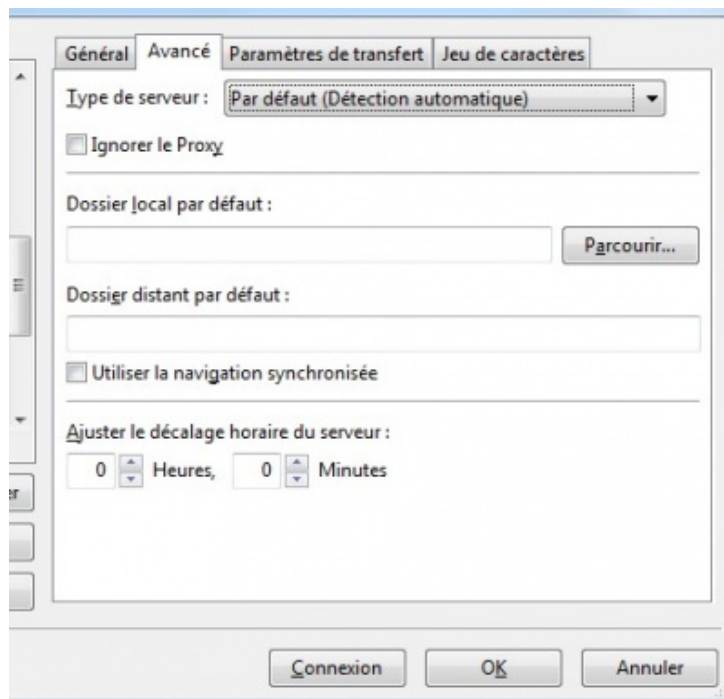 Général Avancé Paramètres de transfert Jeu de caractères
Type de serveur : Par défaut (Détection automatique)
Ignorer le Proxy
Dossier local par défaut :
Parcourir...
Dossier distant par défaut :
Utiliser la navigation synchronisée
Ajuster le décalage horaire du serveur :
0 Heures, 0 Minutes
er
Connexion OK Annuler